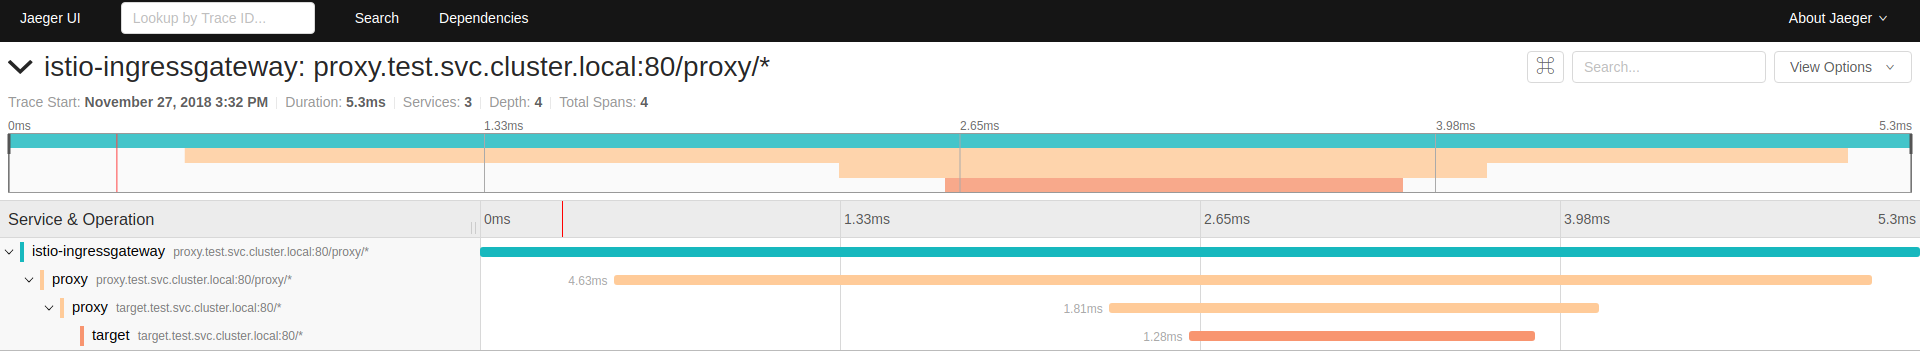 Jaeger UI Lookup by Trace ID... Search Dependencies About Jaeger
istio-ingressgateway: proxy.test.svc.cluster.local:80/proxy/* ⌘ Search... View Options
Trace Start: November 27, 2018 3:32 PM Duration: 5.3ms Services: 3 Depth: 4 Total Spans: 4
0ms 1.33ms 2.65ms 3.98ms 5.3ms
Service & Operation 0ms 1.33ms 2.65ms 3.98ms 5.3ms
istio-ingressgateway proxy.test.svc.cluster.local:80/proxy/*
proxy proxy.test.svc.cluster.local:80/proxy/* 4.63ms
proxy target.test.svc.cluster.local:80/* 1.81ms
target target.test.svc.cluster.local:80/* 1.28ms